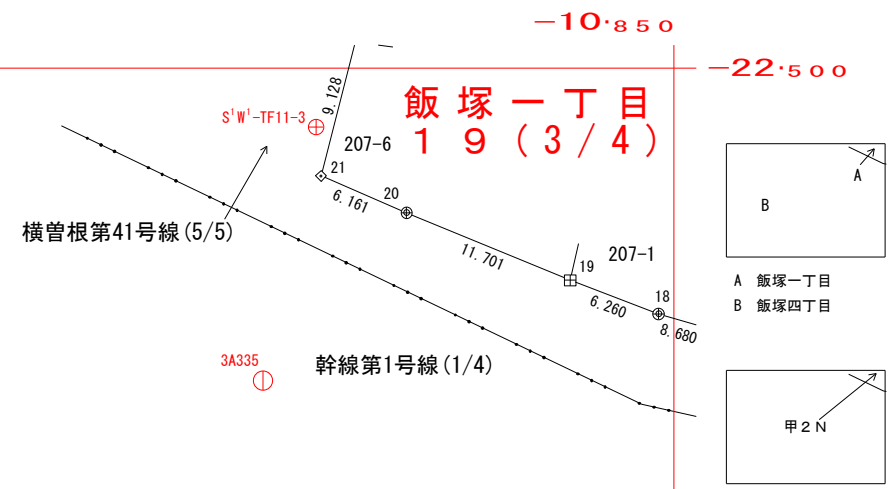 -10.850
-22.500
飯塚一丁目
19(3/4)
S¹W¹-TF11-3
9.128
207-6
21
20
6.161
横曽根第41号線(5/5)
11.701
19
207-1
6.260
18
8.680
3A335
幹線第1号線(1/4)
A
B
A 飯塚一丁目
B 飯塚四丁目
甲2N